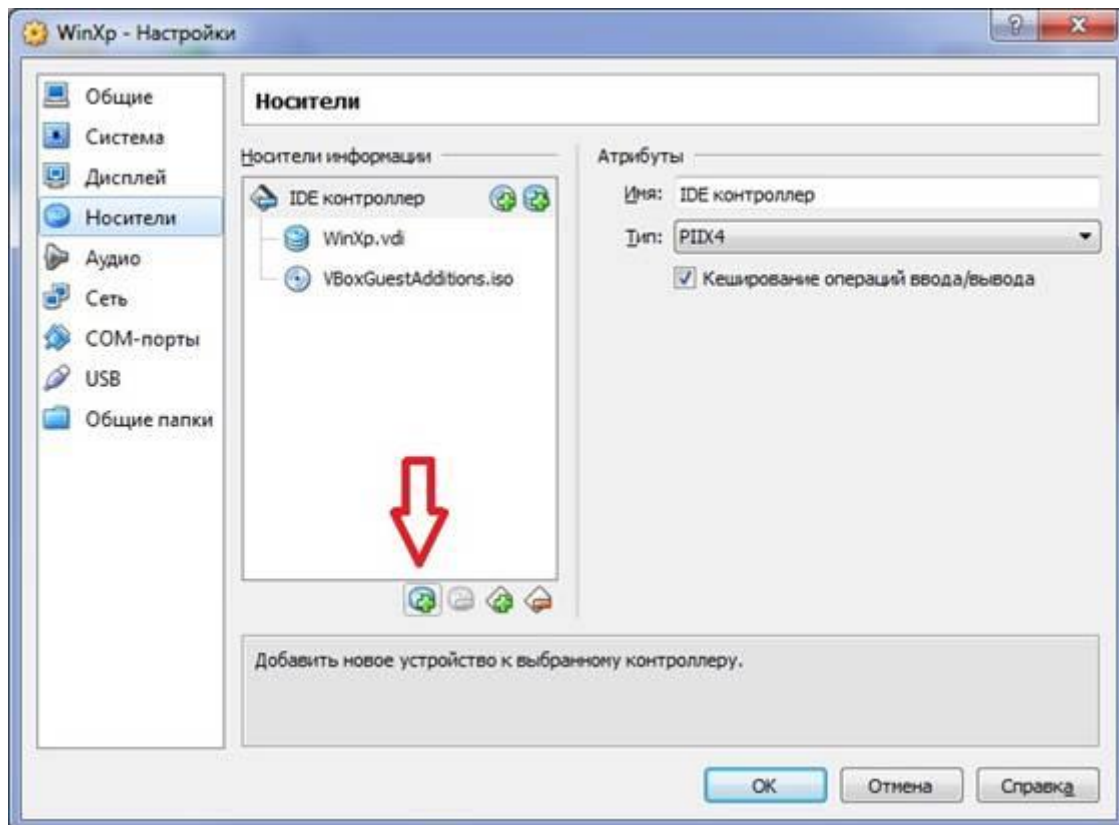 WinXp - Настройки
Общие
Система
Дисплей
Носители
Аудио
Сеть
COM-порты
USB
Общие папки
Носители
Носители информации
IDE контроллер
WinXp.vdi
VBoxGuestAdditions.iso
Атрибуты
Имя: IDE контроллер
Тип: PIIX4
Кеширование операций ввода/вывода
Добавить новое устройство к выбранному контроллеру.
OK Отмена Справка